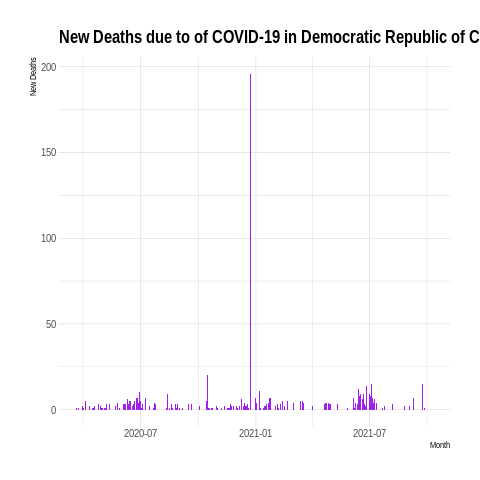 New Deaths due to of COVID-19 in Democratic Republic of C
New Deaths
200
150
100
50
0
2020-07
2021-01
2021-07
Month